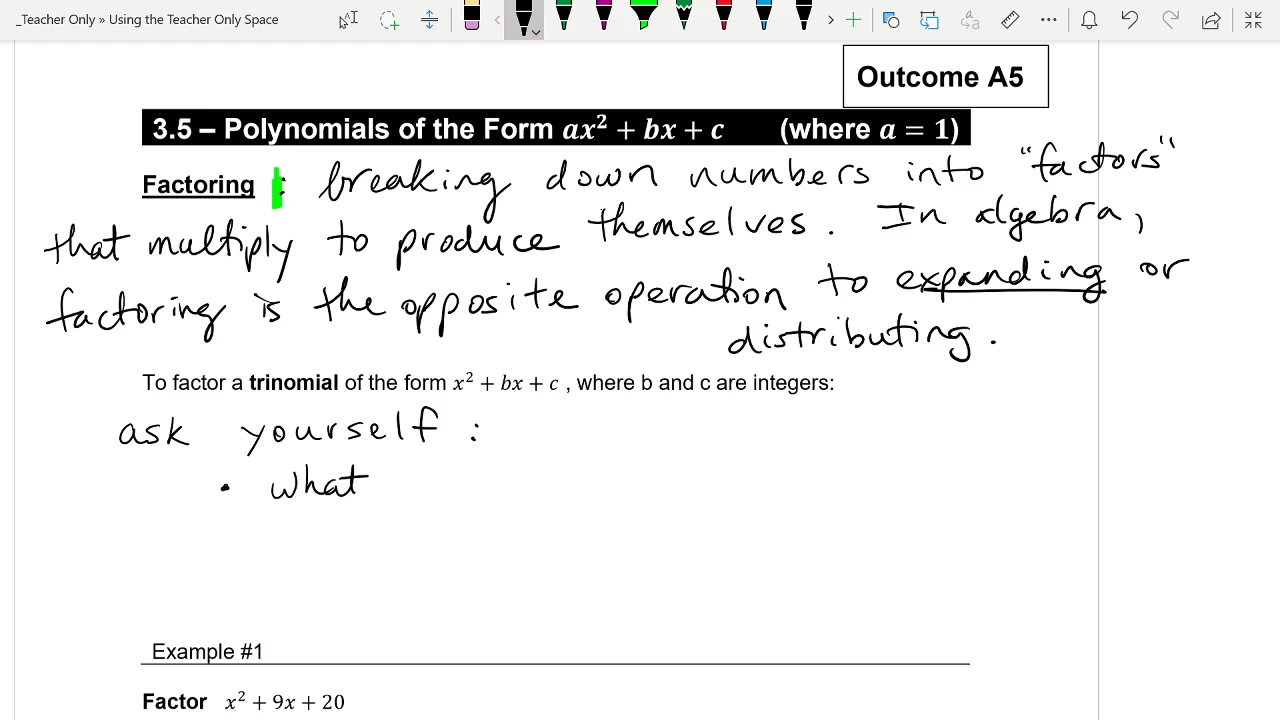 _Teacher Only » Using the Teacher Only Space
Outcome A5
3.5 – Polynomials of the Form ax² + bx + c (where a = 1)
Factoring : breaking down numbers into "factors"
that multiply to produce themselves. In algebra,
factoring is the opposite operation to expanding or
distributing.
To factor a trinomial of the form x² + bx + c , where b and c are integers:
ask yourself :
• what
Example #1
Factor x² + 9x + 20